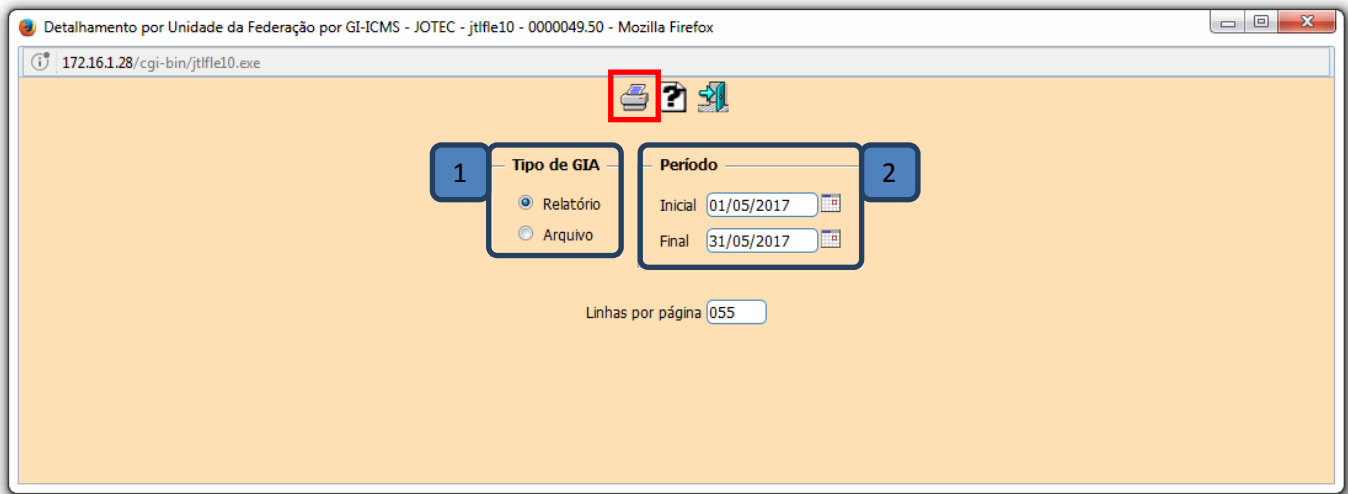 Detalhamento por Unidade da Federação por GI-ICMS - JOTEC - jtlfle10 - 0000049.50 - Mozilla Firefox
172.16.1.28/cgi-bin/jtlfle10.exe
1
Tipo de GIA
Relatório
Arquivo
Período
Inicial 01/05/2017
Final 31/05/2017
2
Linhas por página 055